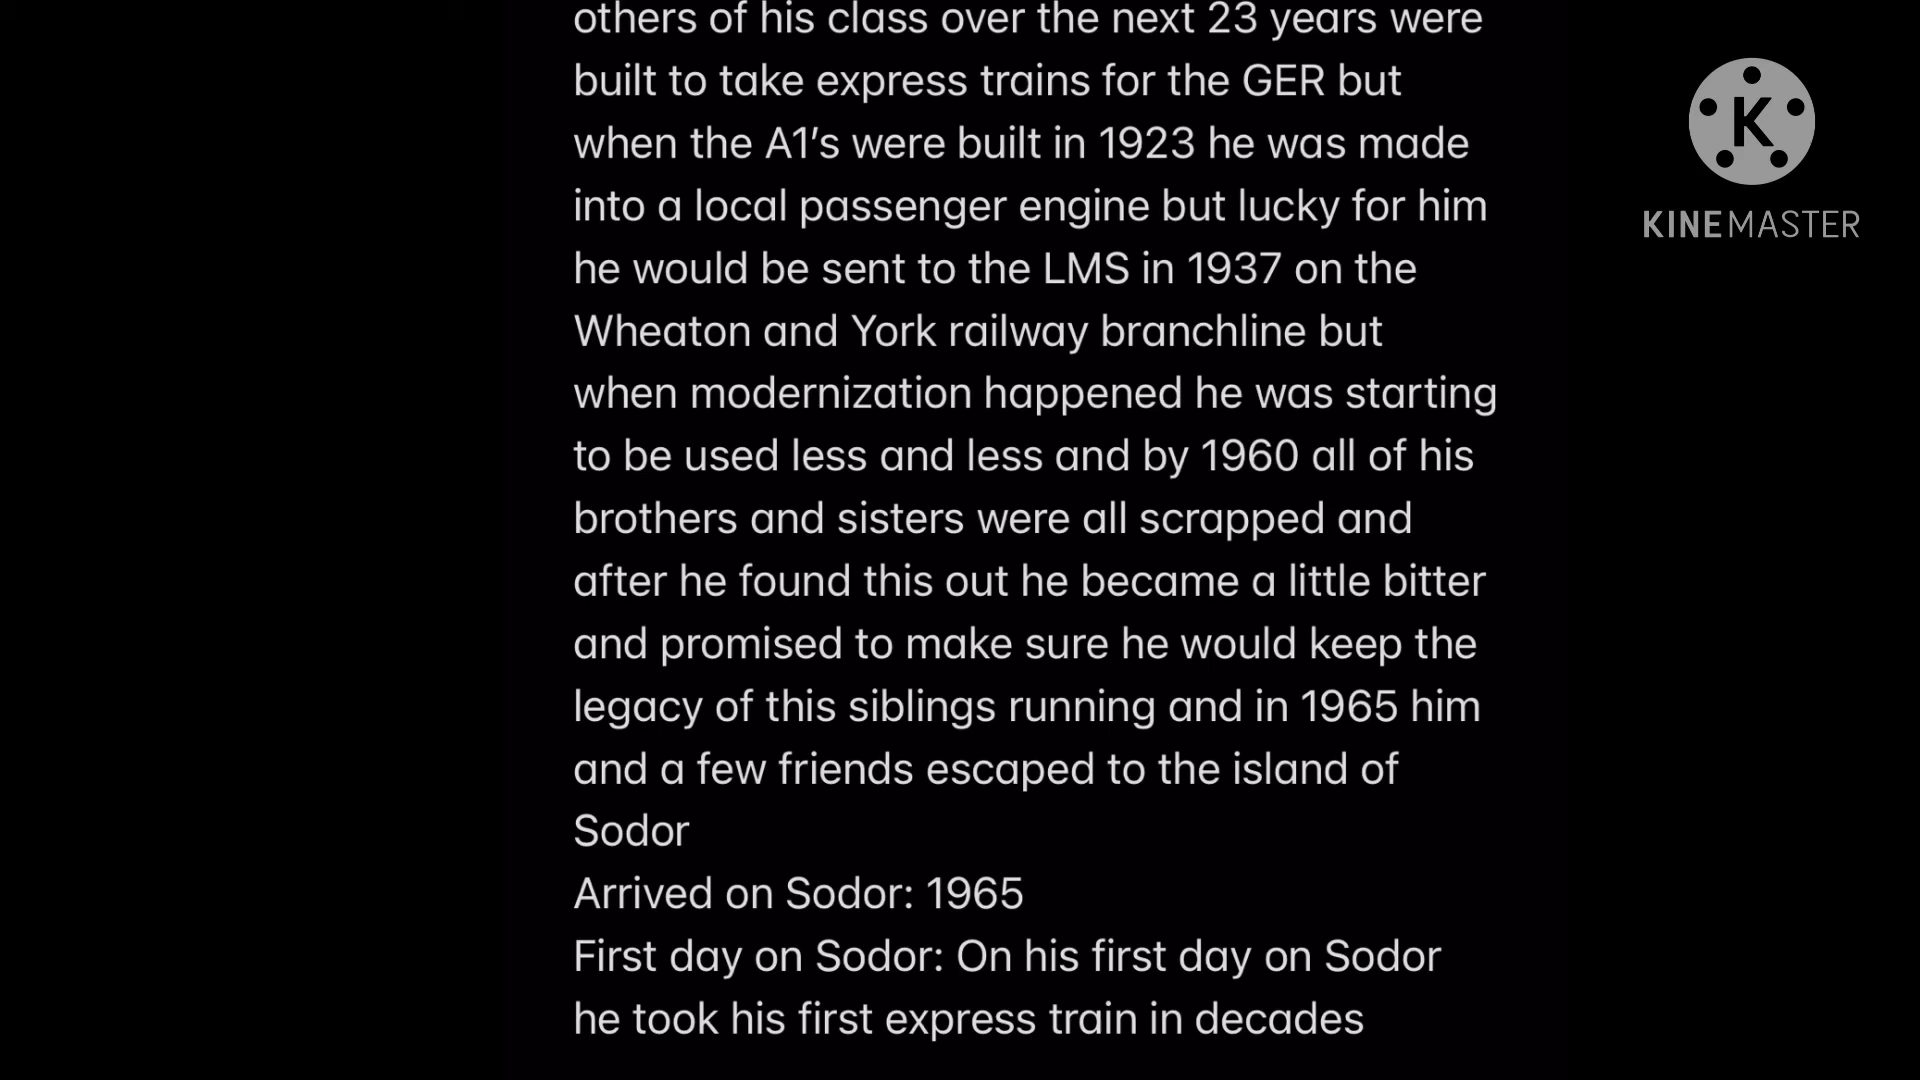 others of his class over the next 23 years were
built to take express trains for the GER but
when the A1's were built in 1923 he was made
into a local passenger engine but lucky for him
he would be sent to the LMS in 1937 on the
Wheaton and York railway branchline but
when modernization happened he was starting
to be used less and less and by 1960 all of his
brothers and sisters were all scrapped and
after he found this out he became a little bitter
and promised to make sure he would keep the
legacy of this siblings running and in 1965 him
and a few friends escaped to the island of
Sodor
Arrived on Sodor: 1965
First day on Sodor: On his first day on Sodor
he took his first express train in decades
K
KINEMASTER